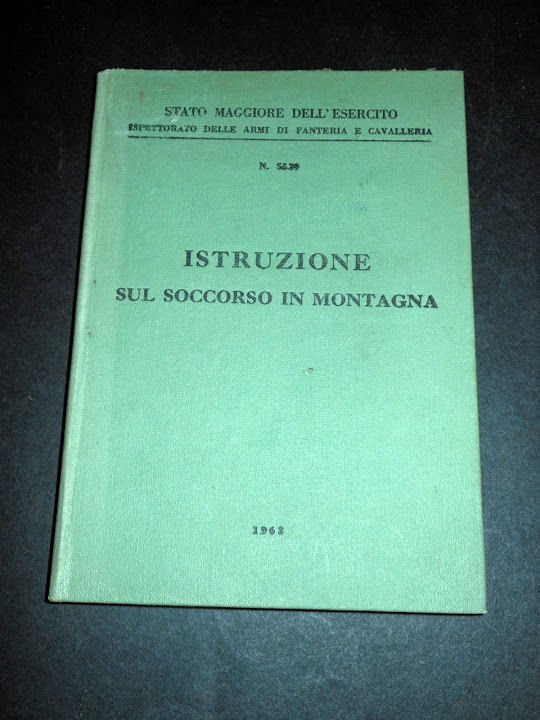 STATO MAGGIORE DELL'ESERCITO
ISPETTORATO DELLE ARMI DI FANTERIA E CAVALLERIA
N.
ISTRUZIONE
SUL SOCCORSO IN MONTAGNA